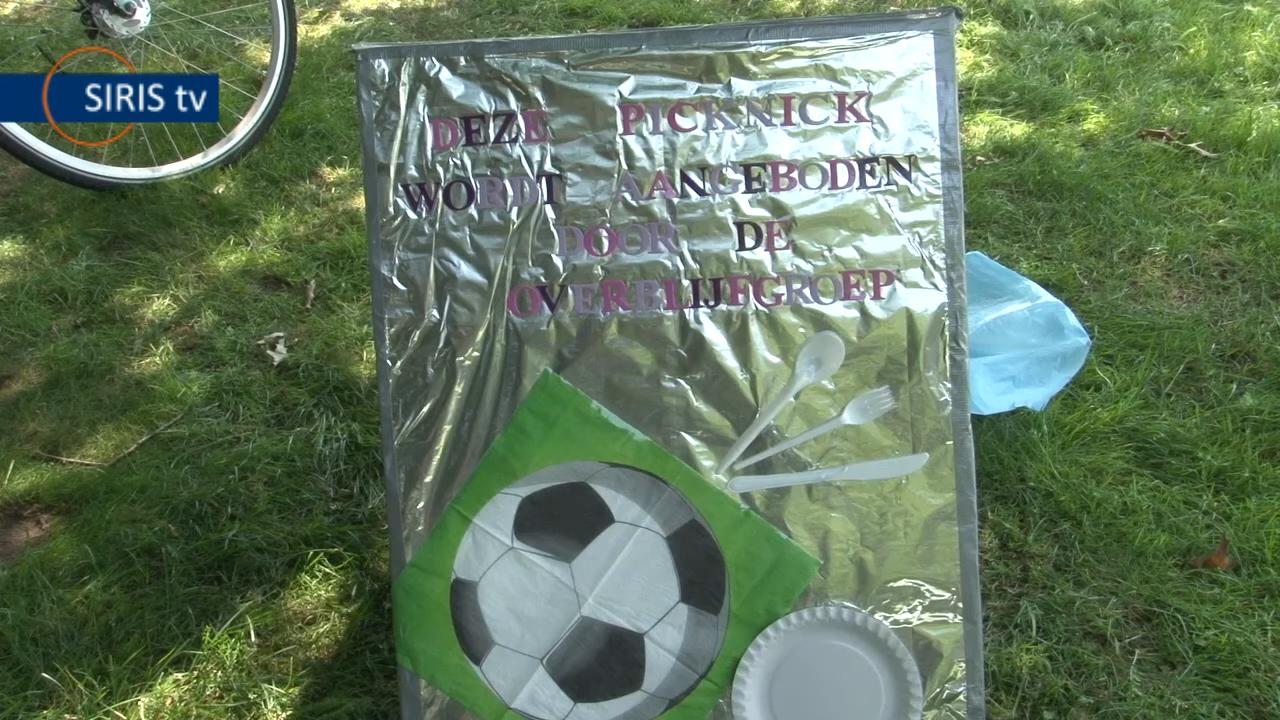 SIRIS tv
DEZE PICKNICK
WORDT AANGEBODEN
DOOR DE
OVERBLIJFGROEP